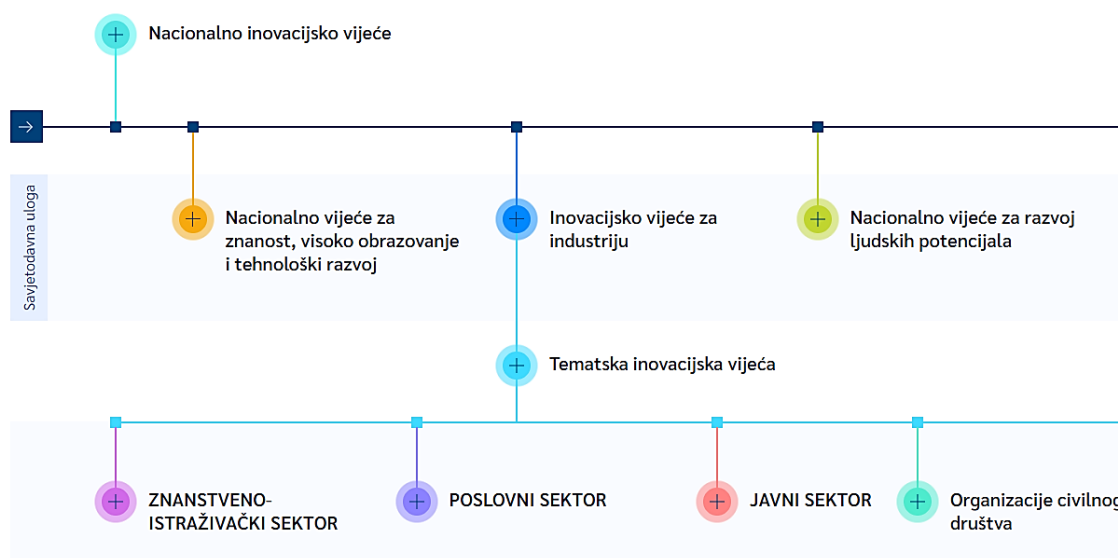 Nacionalno inovacijsko vijeće
Savjetodavna uloga
Nacionalno vijeće za
znanost, visoko obrazovanje
i tehnološki razvoj
Inovacijsko vijeće za
industriju
Nacionalno vijeće za razvoj
ljudskih potencijala
Tematska inovacijska vijeća
ZNANSTVENO-
ISTRAŽIVAČKI SEKTOR
POSLOVNI SEKTOR
JAVNI SEKTOR
Organizacije
društva